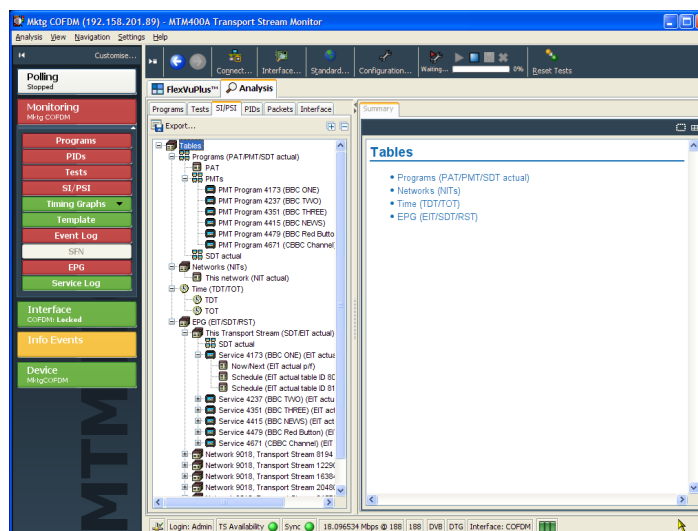 Mktg COFDM (192.158.201.89) - MTM400A Transport Stream Monitor
Analysis View Navigation Settings Help
Customise...
Connect... Interface... Standard... Configuration... Waiting... 0% Reset Tests
Polling
Stopped
FlexVuPlus™ Analysis
Monitoring
Mktg COFDM
Programs Tests SI/PSI PIDs Packets Interface
Summary
Export...
Programs
PIDs
Tests
SI/PSI
Timing Graphs
Template
Event Log
SFN
EPG
Service Log
Interface
COFDM: Locked
Info Events
Device
MktgCOFDM
MTM
Tables
Programs (PAT/PMT/SDT actual)
PAT
PMTs
PMT Program 4173 (BBC ONE)
PMT Program 4237 (BBC TWO)
PMT Program 4351 (BBC THREE)
PMT Program 4415 (BBC NEWS)
PMT Program 4479 (BBC Red Butto
PMT Program 4671 (CBBC Channel
SDT actual
Networks (NITs)
This network (NIT actual)
Time (TDT/TOT)
TDT
TOT
EPG (EIT/SDT/RST)
This Transport Stream (SDT/EIT actual)
SDT actual
Service 4173 (BBC ONE) (EIT actua
Now/Next (EIT actual p/f)
Schedule (EIT actual table ID 80
Schedule (EIT actual table ID 81
Service 4237 (BBC TWO) (EIT actu
Service 4351 (BBC THREE) (EIT act
Service 4415 (BBC NEWS) (EIT actu
Service 4479 (BBC Red Button) (EI
Service 4671 (CBBC Channel) (EIT
Network 9018, Transport Stream 8194
Network 9018, Transport Stream 12290
Network 9018, Transport Stream 16384
Network 9018, Transport Stream 20480
Tables
• Programs (PAT/PMT/SDT actual)
• Networks (NITs)
• Time (TDT/TOT)
• EPG (EIT/SDT/RST)
Login: Admin TS Availability Sync 18.096534 Mbps @ 188 188 DVB DTG Interface: COFDM